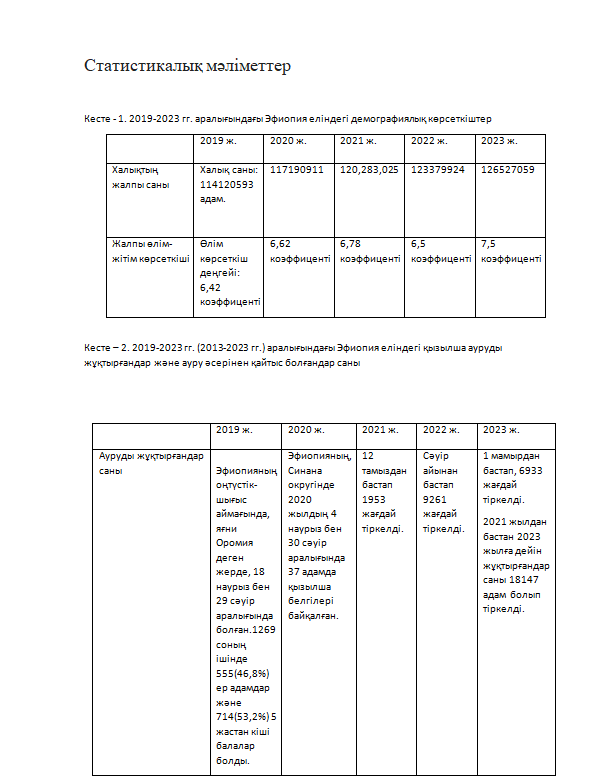 Статистикалық мәліметтер
Кесте - 1. 2019-2023 гг. аралығындағы Эфиопия еліндегі демографиялық көрсеткіштер
2019 ж.
2020 ж.
2021 ж.
2022 ж.
2023 ж.
Халықтың
жалпы саны
Халық саны:
114120593
адам.
117190911
120,283,025
123379924
126527059
Жалпы өлім-
жітім көрсеткіші
Өлім
көрсеткіш
деңгейі:
6,42
коэффиценті
6,62
коэффиценті
6,78
коэффиценті
6,5
коэффиценті
7,5
коэффиценті
Кесте – 2. 2019-2023 гг. (2013-2023 гг.) аралығындағы Эфиопия еліндегі қызылша ауруды
жұқтырғандар және ауру әсерінен қайтыс болғандар саны
2019 ж.
2020 ж.
2021 ж.
2022 ж.
2023 ж.
Ауруды жұқтырғандар
саны
Эфиопияның
оңтүстік-
шығыс
аймағында,
яғни
Оромия
деген
жерде, 18
наурыз бен
29 сәуір
аралығында
болған.1269
соның
ішінде
555(46,8%)
ер адамдар
және
714(53,2%) 5
жастан кіші
балалар
болды.
Эфиопияның,
Синана
округінде
2020
жылдың 4
наурыз бен
30 сәуір
аралығында
37 адамда
қызылша
белгілері
байқалған.
12
тамыздан
бастап
1953
жағдай
тіркелді.
Сәуір
айынан
бастап
9261
жағдай
тіркелді.
1 мамырдан
бастап, 6933
жағдай
тіркелді.
2021 жылдан
бастан 2023
жылға дейін
жұқтырғандар
саны 18147
адам болып
тіркелді.